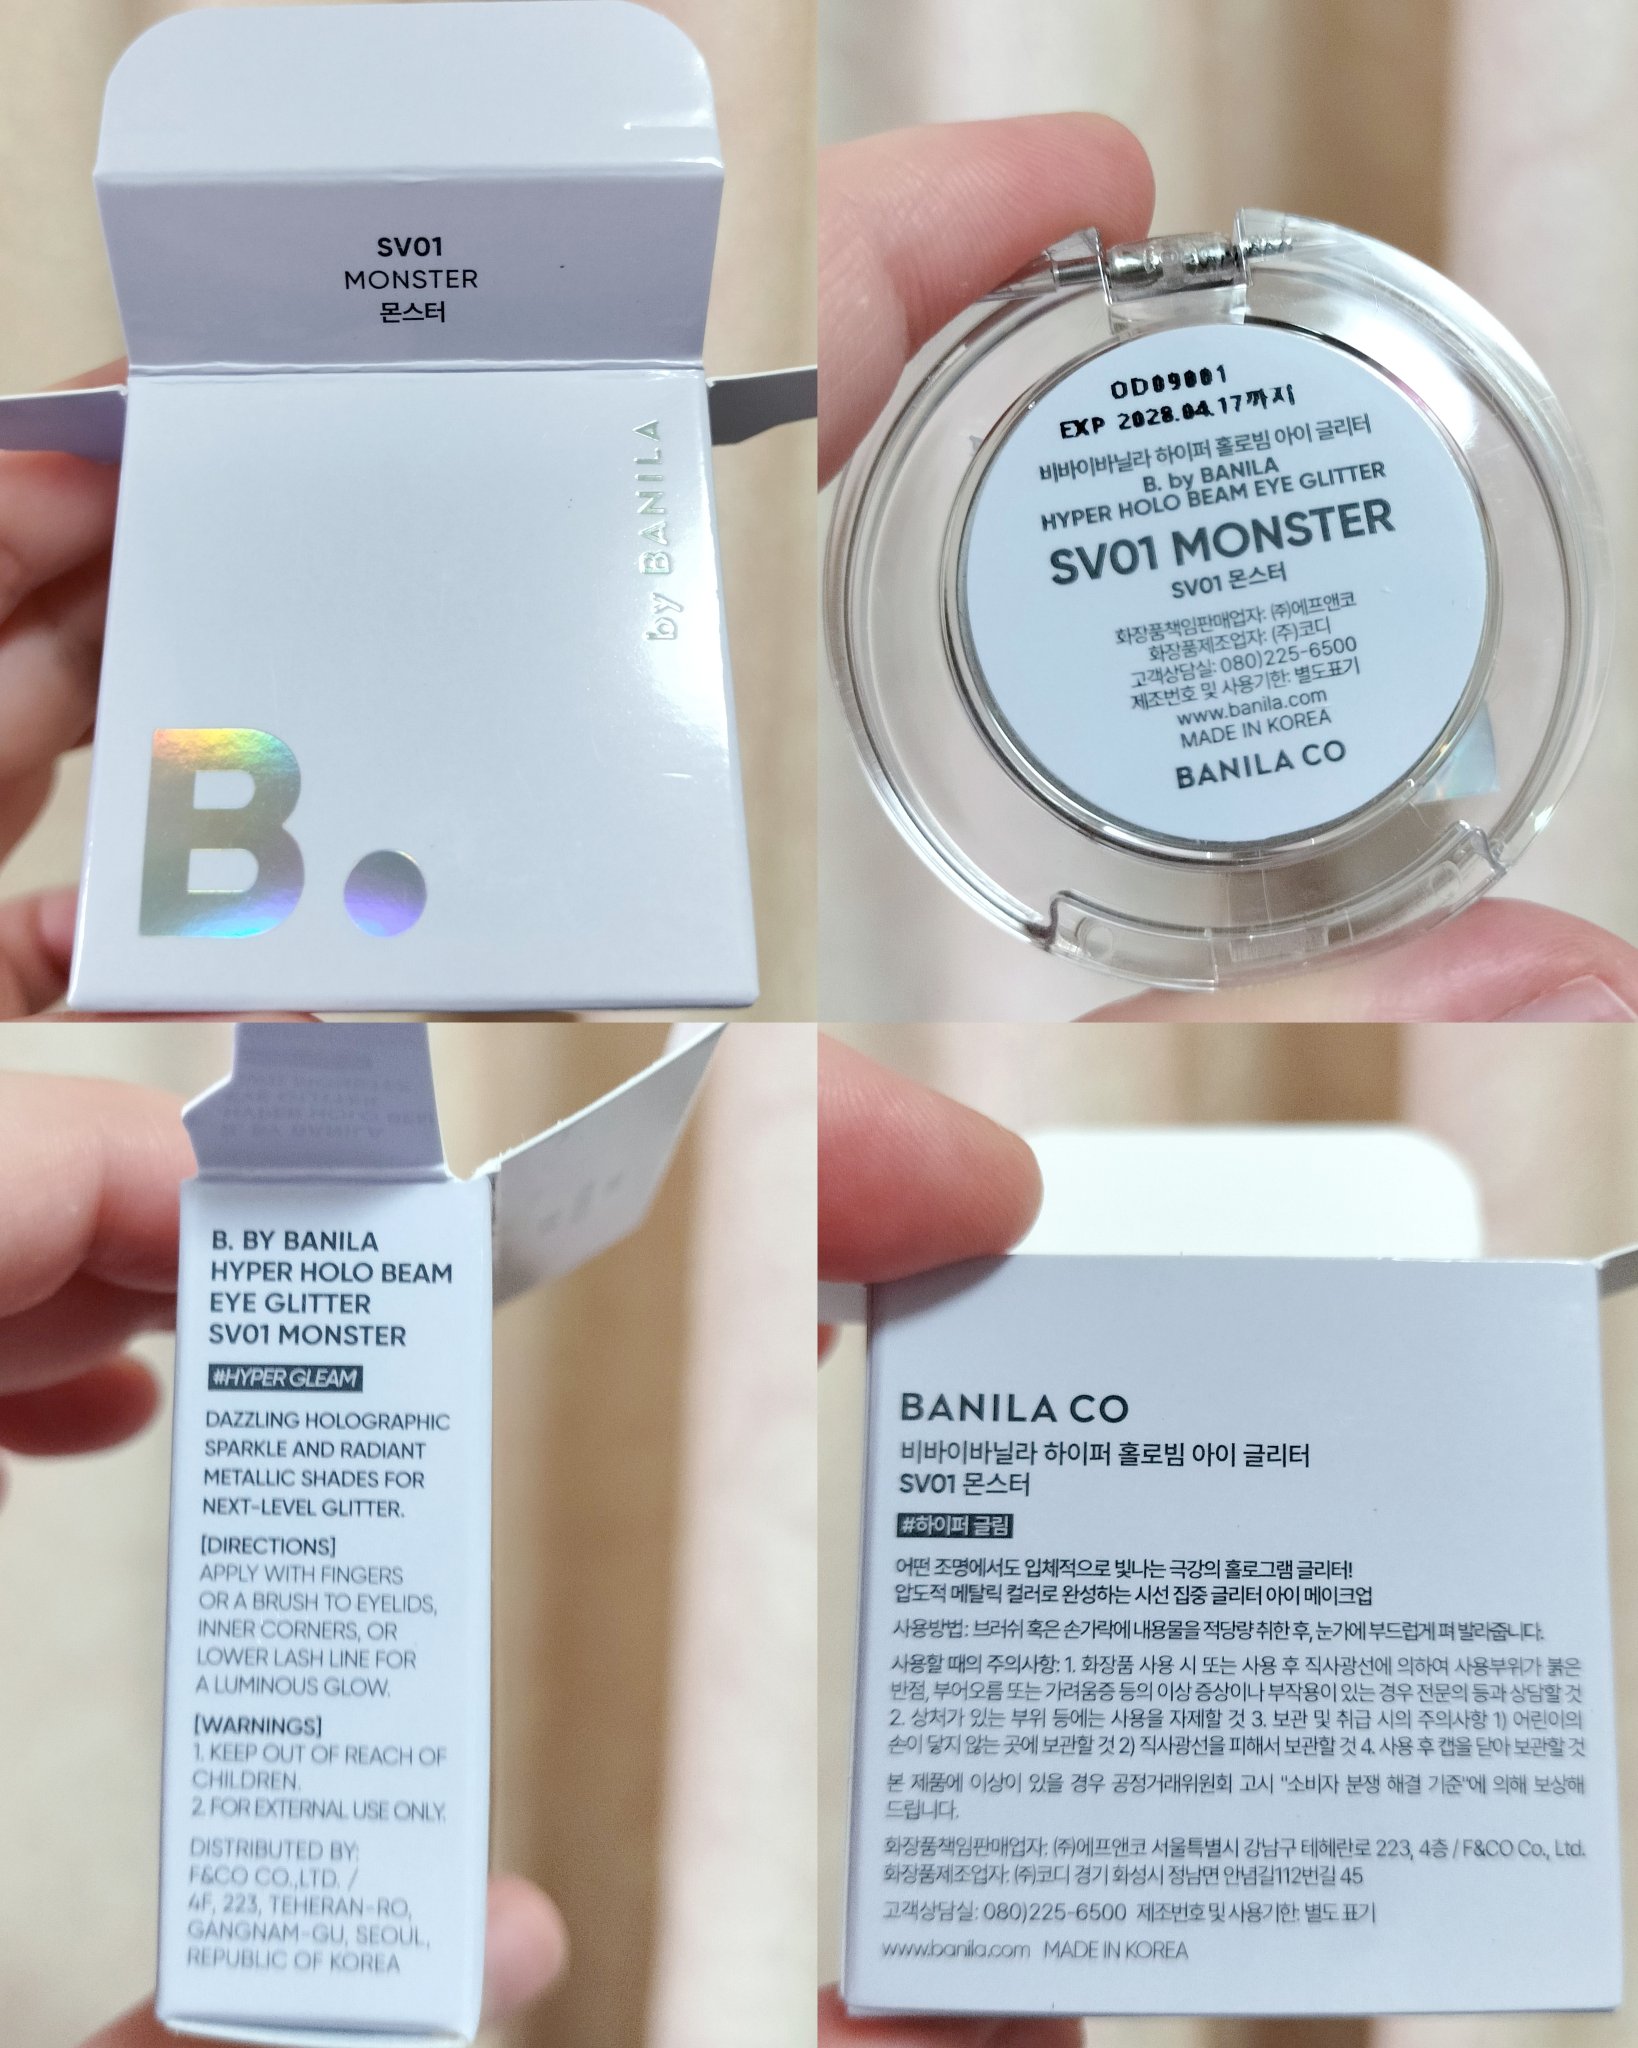 SV01
MONSTER
몬스터
by BANILA
B.
OD09001
EXP 2028.04.17까지
비바이바닐라 하이퍼 홀로빔 아이 글리터
B. by BANILA
HYPER HOLO BEAM EYE GLITTER
SV01 MONSTER
SV01 몬스터
화장품책임판매업자: (주)에프앤코
화장품제조업자: (주)코디
고객상담실: 080)225-6500
제조번호 및 사용기한: 별도표기
www.banila.com
MADE IN KOREA
BANILA CO
B. BY BANILA
HYPER HOLO BEAM
EYE GLITTER
SV01 MONSTER
#HYPER GLEAM
DAZZLING HOLOGRAPHIC
SPARKLE AND RADIANT
METALLIC SHADES FOR
NEXT-LEVEL GLITTER.
[DIRECTIONS]
APPLY WITH FINGERS
OR A BRUSH TO EYELIDS,
INNER CORNERS, OR
LOWER LASH LINE FOR
A LUMINOUS GLOW.
[WARNINGS]
1. KEEP OUT OF REACH OF
CHILDREN.
2. FOR EXTERNAL USE ONLY.
DISTRIBUTED BY:
F&CO CO.,LTD. /
4F, 223, TEHERAN-RO,
GANGNAM-GU, SEOUL,
REPUBLIC OF KOREA
BANILA CO
비바이바닐라 하이퍼 홀로빔 아이 글리터
SV01 몬스터
#하이퍼 글림
어떤 조명에서도 입체적으로 빛나는 극강의 홀로그램 글리터!
압도적 메탈릭 컬러로 완성하는 시선 집중 글리터 아이 메이크업
사용방법: 브러쉬 혹은 손가락에 내용물을 적당량 취한 후, 눈가에 부드럽게 펴 발라줍니다.
사용할 때의 주의사항: 1. 화장품 사용 시 또는 사용 후 직사광선에 의하여 사용부위가 붉은
반점, 부어오름 또는 가려움증 등의 이상 증상이나 부작용이 있는 경우 전문의 등과 상담할 것
2. 상처가 있는 부위 등에는 사용을 자제할 것 3. 보관 및 취급 시의 주의사항 1) 어린이의
손이 닿지 않는 곳에 보관할 것 2) 직사광선을 피해서 보관할 것 4. 사용 후 캡을 닫아 보관할 것
본 제품에 이상이 있을 경우 공정거래위원회 고시 "소비자 분쟁 해결 기준"에 의해 보상해
드립니다.
화장품책임판매업자: (주)에프앤코 서울특별시 강남구 테헤란로 223, 4층 / F&CO Co., Ltd.
화장품제조업자: (주)코디 경기 화성시 정남면 안녕길112번길 45
고객상담실: 080)225-6500 제조번호 및 사용기한: 별도 표기
www.banila.com MADE IN KOREA